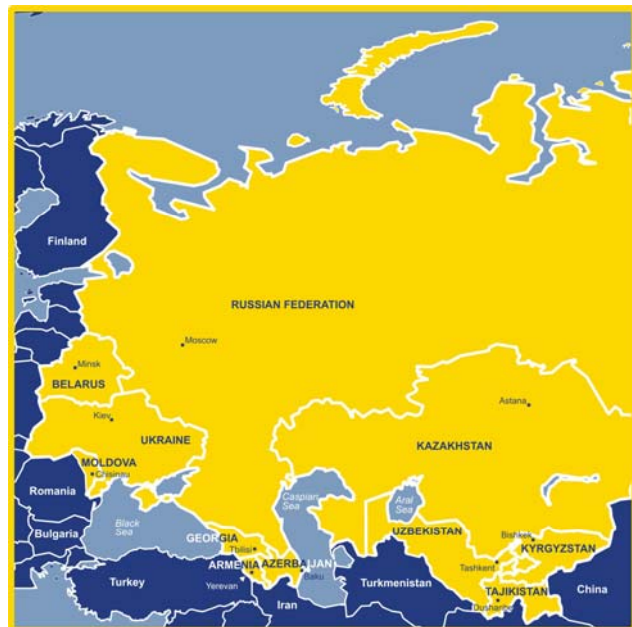 Finland
RUSSIAN FEDERATION
Moscow
Minsk
BELARUS
Astana
Kiev
UKRAINE
KAZAKHSTAN
MOLDOVA
Chisinau
Romania
Caspian
Sea
Aral
Sea
Black
Sea
Bulgaria
GEORGIA
UZBEKISTAN
Bishkek
Tbilisi
KYRGYZSTAN
ARMENIA
AZERBAIJAN
Tashkent
Baku
Turkey
Yerevan
Turkmenistan
TAJIKISTAN
China
Iran
Dushanbe